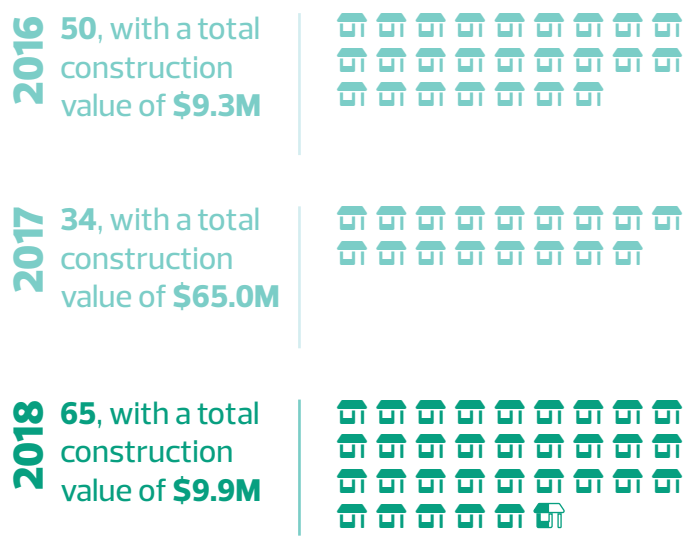 2016
50, with a total
construction
value of $9.3M
2017
34, with a total
construction
value of $65.0M
2018
65, with a total
construction
value of $9.9M